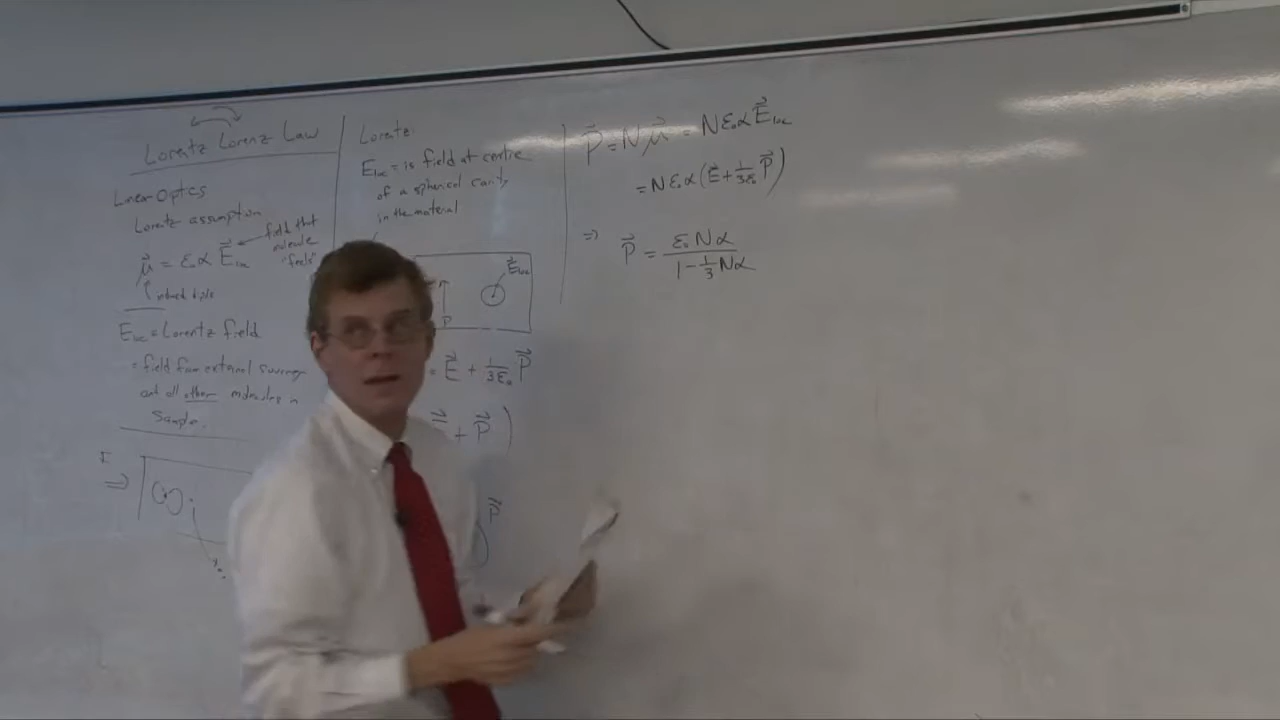 Lorentz Lorenz Law
Linear Optics
Lorentz assumption
μ⃗ = ε₀α E⃗loc
field that
molecule
"feels"
induced dipole
Eloc = Lorentz field
= field from external sources
and all other molecules in
Sample.
⇒
Lorentz:
Eloc = is field at centre
of a spherical cavity
in the material
E⃗loc
P
= E⃗ + 1/3ε₀ P⃗
+ P⃗ )
P⃗
P⃗ = Nμ⃗ = Nε₀α E⃗loc
= Nε₀α (E⃗ + 1/3ε₀ P⃗)
⇒ P⃗ = ε₀Nα / 1 - 1/3 Nα